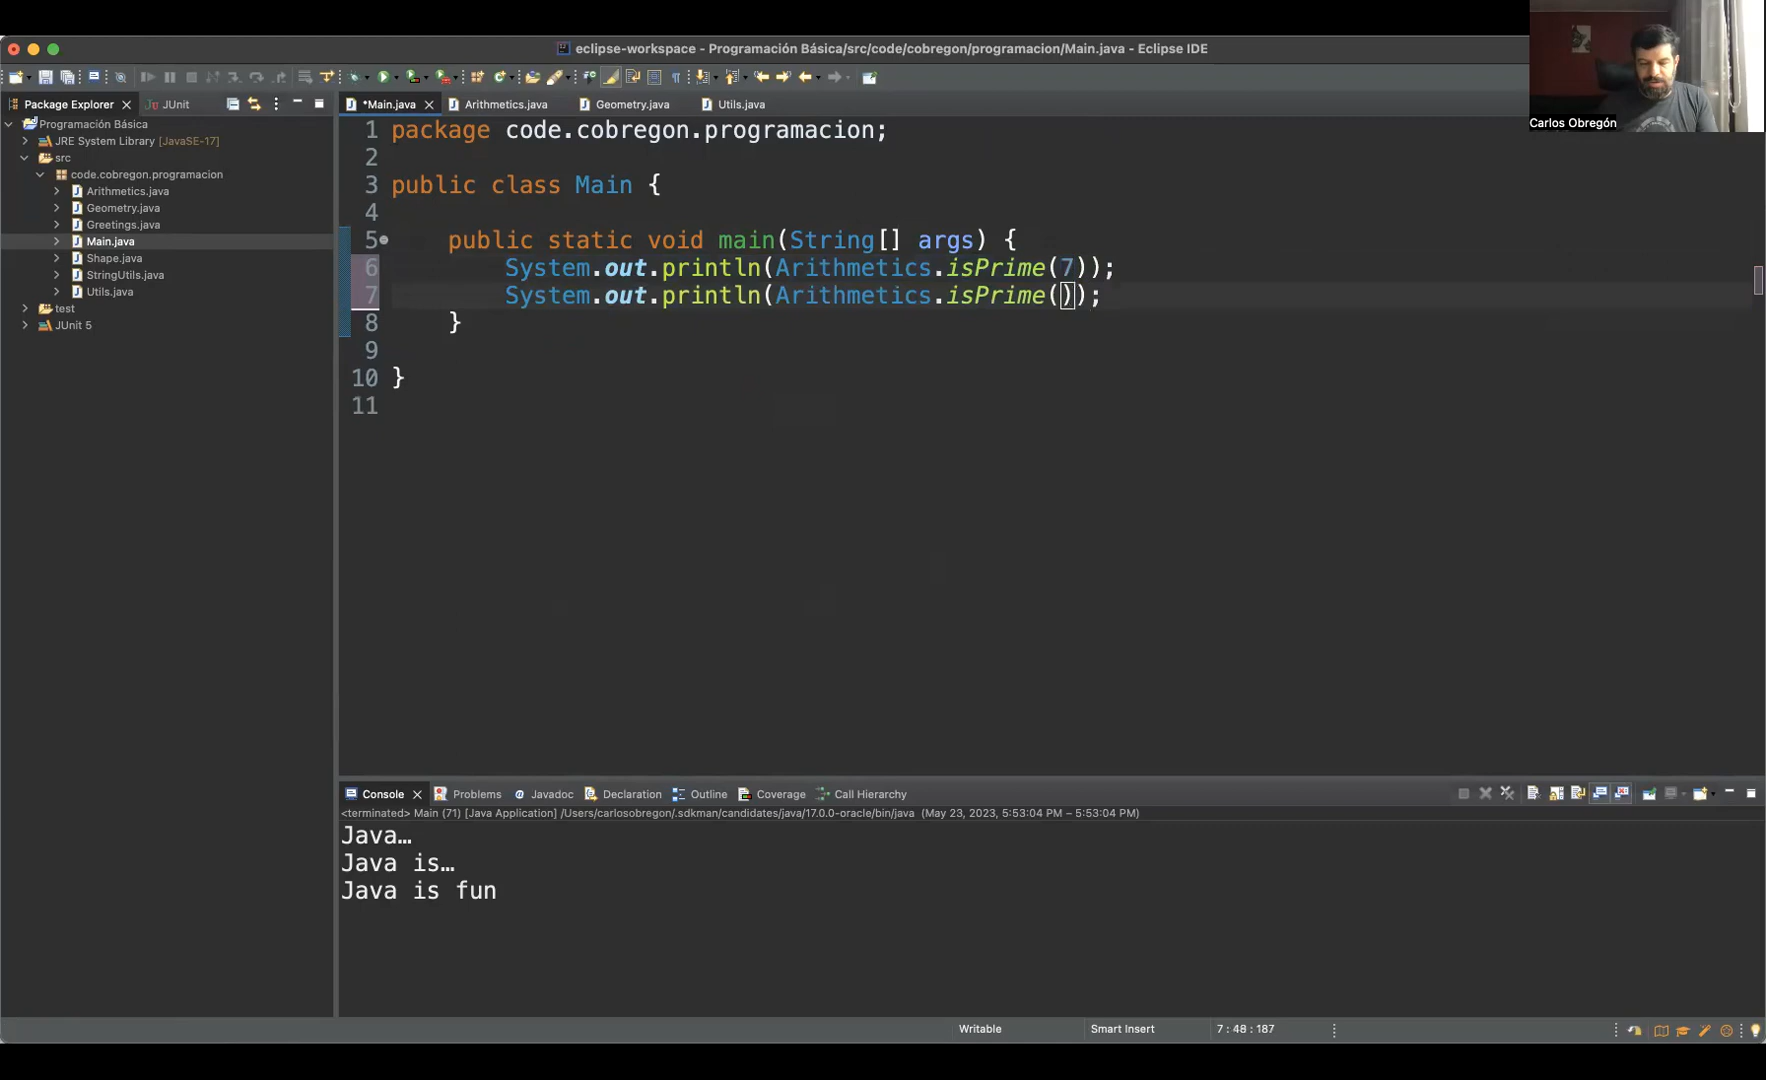 eclipse-workspace - Programación Básica/src/code/cobregon/programacion/Main.java - Eclipse IDE
Carlos Obregón
Package Explorer JUnit
*Main.java Arithmetics.java Geometry.java Utils.java
Programación Básica
JRE System Library [JavaSE-17]
src
code.cobregon.programacion
Arithmetics.java
Geometry.java
Greetings.java
Main.java
Shape.java
StringUtils.java
Utils.java
test
JUnit 5
1 package code.cobregon.programacion;
2
3 public class Main {
4
5 public static void main(String[] args) {
6 System.out.println(Arithmetics.isPrime(7));
7 System.out.println(Arithmetics.isPrime());
8 }
9
10 }
11
Console Problems Javadoc Declaration Outline Coverage Call Hierarchy
<terminated> Main (71) [Java Application] /Users/carlosobregon/.sdkman/candidates/java/17.0.0-oracle/bin/java (May 23, 2023, 5:53:04 PM – 5:53:04 PM)
Java…
Java is…
Java is fun
Writable Smart Insert 7 : 48 : 187